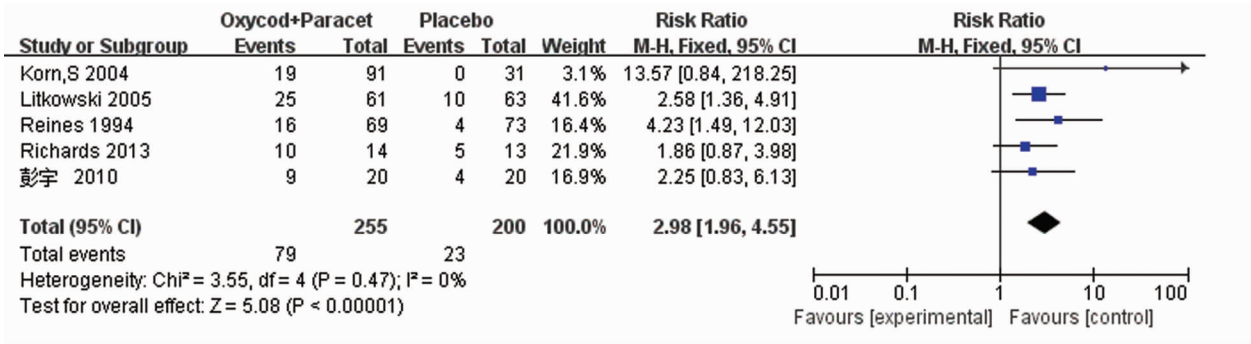 Oxycod+Paracet Placebo Risk Ratio Risk Ratio
Study or Subgroup Events Total Events Total Weight M-H, Fixed, 95% CI M-H, Fixed, 95% CI
Korn,S 2004 19 91 0 31 3.1% 13.57 [0.84, 218.25]
Litkowski 2005 25 61 10 63 41.6% 2.58 [1.36, 4.91]
Reines 1994 16 69 4 73 16.4% 4.23 [1.49, 12.03]
Richards 2013 10 14 5 13 21.9% 1.86 [0.87, 3.98]
彭宇 2010 9 20 4 20 16.9% 2.25 [0.83, 6.13]
Total (95% CI) 255 200 100.0% 2.98 [1.96, 4.55]
Total events 79 23
Heterogeneity: Chi² = 3.55, df = 4 (P = 0.47); I² = 0%
Test for overall effect: Z = 5.08 (P < 0.00001)
0.01 0.1 1 10 100
Favours [experimental] Favours [control]